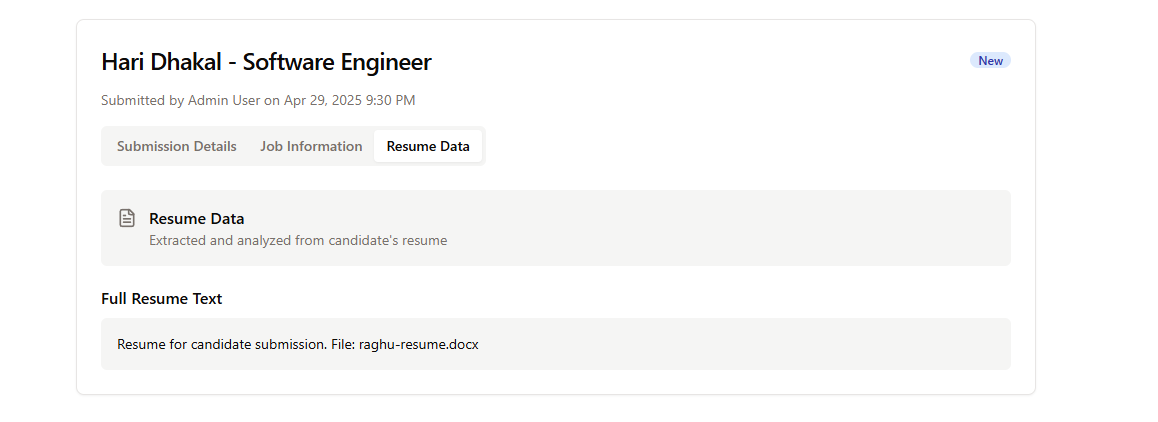 Hari Dhakal - Software Engineer
New
Submitted by Admin User on Apr 29, 2025 9:30 PM
Submission Details Job Information Resume Data
Resume Data
Extracted and analyzed from candidate's resume
Full Resume Text
Resume for candidate submission. File: raghu-resume.docx